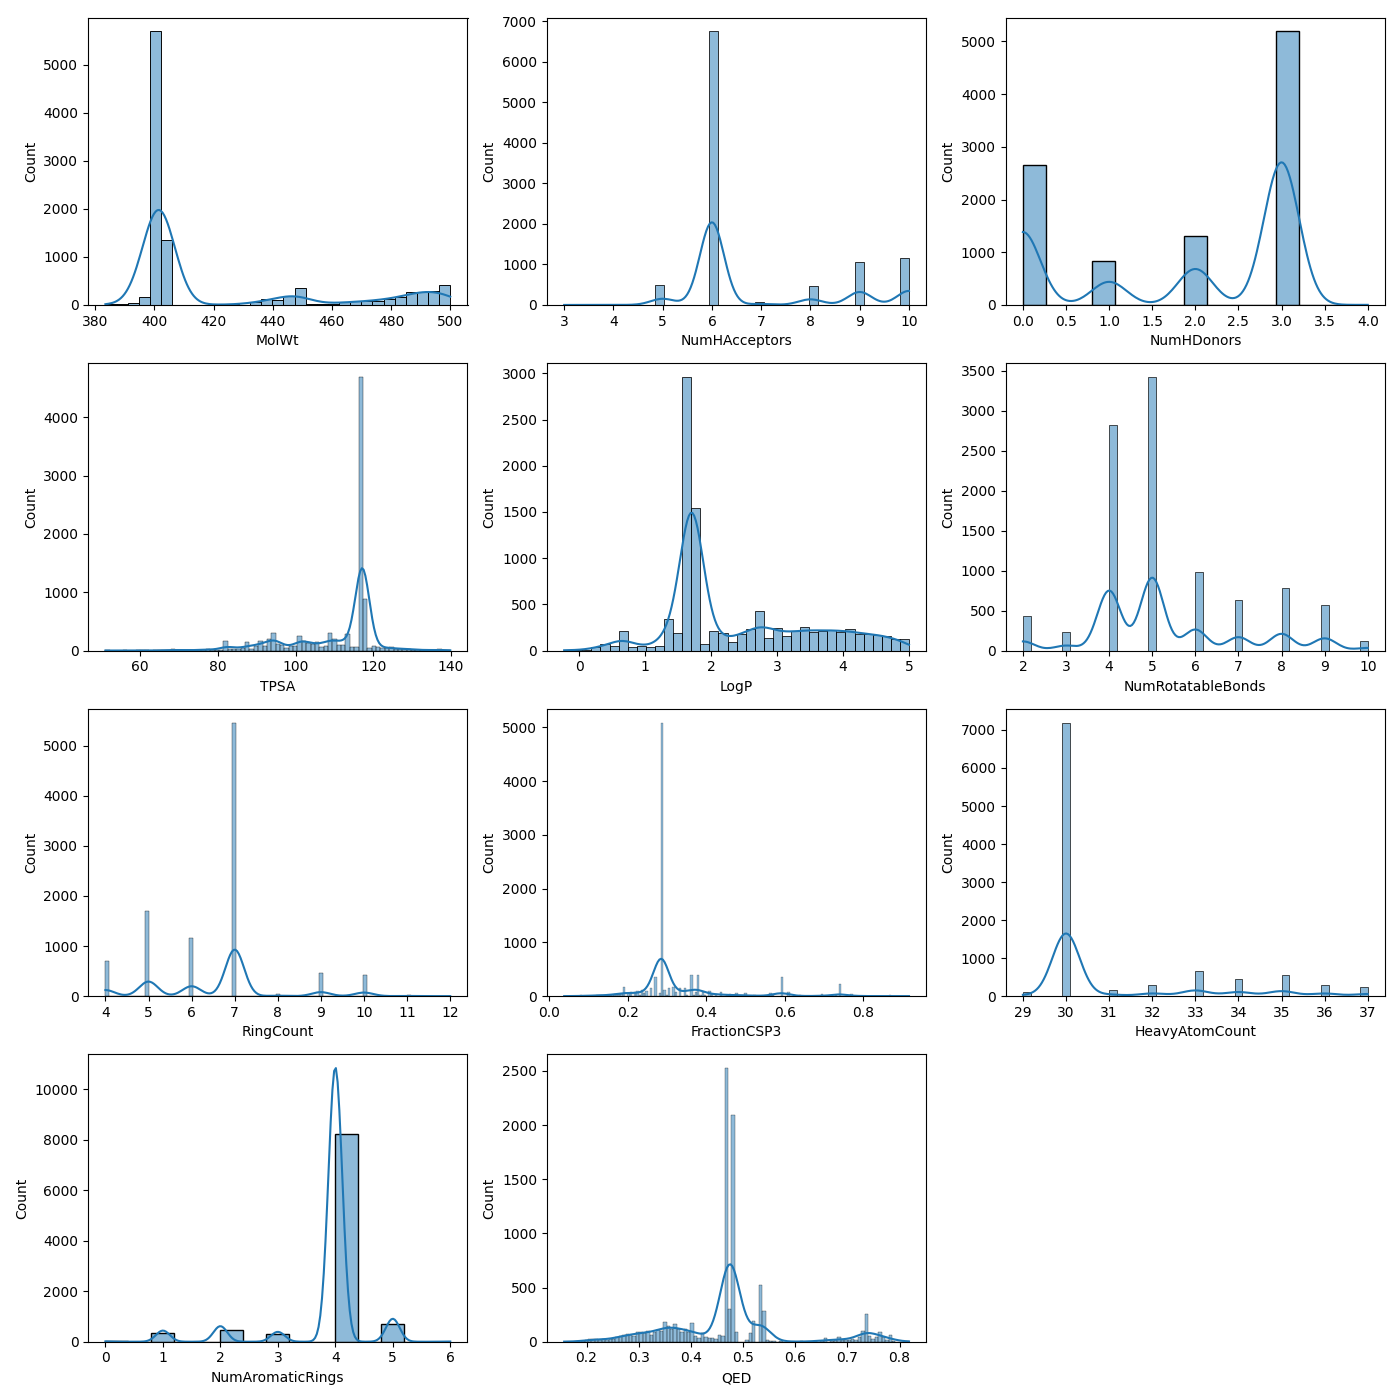 5000
4000
3000
2000
1000
0
Count
380 400 420 440 460 480 500
MolWt
7000
6000
5000
4000
3000
2000
1000
0
Count
3 4 5 6 7 8 9 10
NumHAcceptors
5000
4000
3000
2000
1000
0
Count
0.0 0.5 1.0 1.5 2.0 2.5 3.0 3.5 4.0
NumHDonors
4000
3000
2000
1000
0
Count
60 80 100 120 140
TPSA
3000
2500
2000
1500
1000
500
0
Count
0 1 2 3 4 5
LogP
3500
3000
2500
2000
1500
1000
500
0
Count
2 3 4 5 6 7 8 9 10
NumRotatableBonds
5000
4000
3000
2000
1000
0
Count
4 5 6 7 8 9 10 11 12
RingCount
5000
4000
3000
2000
1000
0
Count
0.0 0.2 0.4 0.6 0.8
FractionCSP3
7000
6000
5000
4000
3000
2000
1000
0
Count
29 30 31 32 33 34 35 36 37
HeavyAtomCount
10000
8000
6000
4000
2000
0
Count
0 1 2 3 4 5 6
NumAromaticRings
2500
2000
1500
1000
500
0
Count
0.2 0.3 0.4 0.5 0.6 0.7 0.8
QED